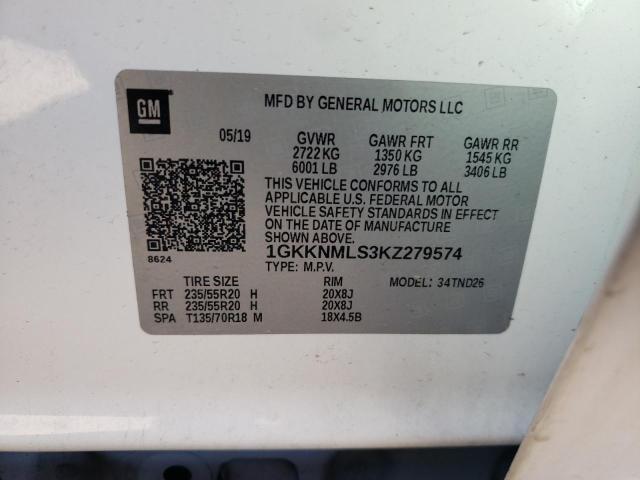 GM
MFD BY GENERAL MOTORS LLC
05/19 GVWR GAWR FRT GAWR RR
2722 KG 1350 KG 1545 KG
6001 LB 2976 LB 3406 LB
THIS VEHICLE CONFORMS TO ALL
APPLICABLE U.S. FEDERAL MOTOR
VEHICLE SAFETY STANDARDS IN EFFECT
ON THE DATE OF MANUFACTURE
SHOWN ABOVE.
8624
1GKKNMLS3KZ279574
TYPE: M.P.V. MODEL: 34TND26
TIRE SIZE RIM
FRT 235/55R20 H 20X8J
RR 235/55R20 H 20X8J
SPA T135/70R18 M 18X4.5B